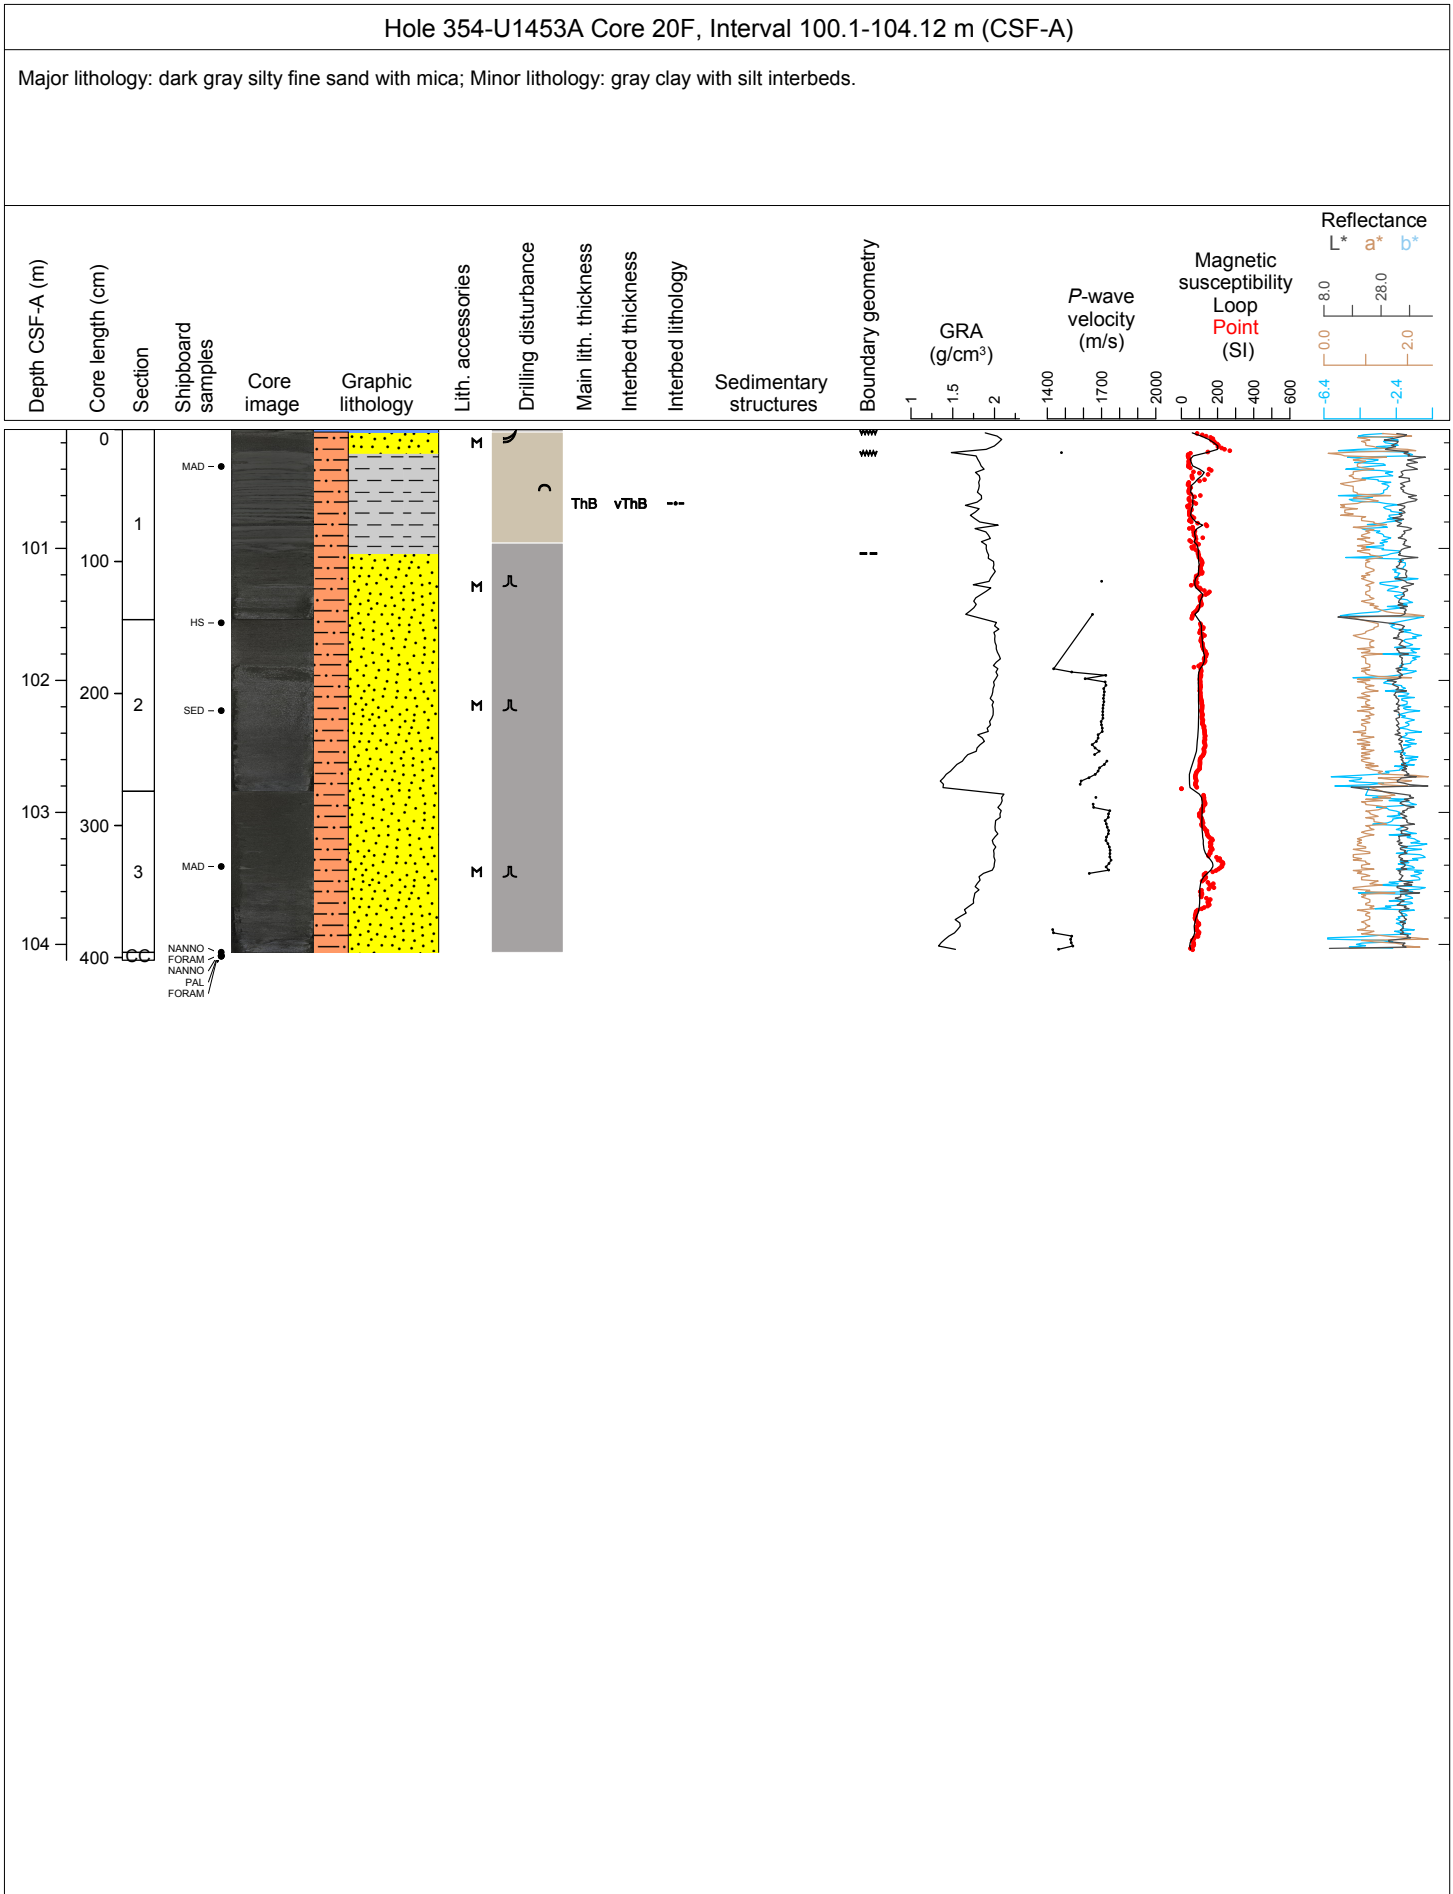 Hole 354-U1453A Core 20F, Interval 100.1-104.12 m (CSF-A)
Major lithology: dark gray silty fine sand with mica; Minor lithology: gray clay with silt interbeds.
Depth CSF-A (m)
Core length (cm)
Section
Shipboard
samples
Core
image
Graphic
lithology
Lith. accessories
Drilling disturbance
Main lith. thickness
Interbed thickness
Interbed lithology
Sedimentary
structures
Boundary geometry
GRA
(g/cm³)
1
1.5
2
P-wave
velocity
(m/s)
1400
1700
2000
Magnetic
susceptibility
Loop
Point
(SI)
0
200
400
600
Reflectance
L* a* b*
8.0
28.0
0.0
2.0
-6.4
-2.4
0
M
MAD
ThB
vThB
1
101
100
M
HS
102
200
2
M
SED
103
300
MAD
3
M
104
400
CC
NANNO
FORAM
NANNO
PAL
FORAM